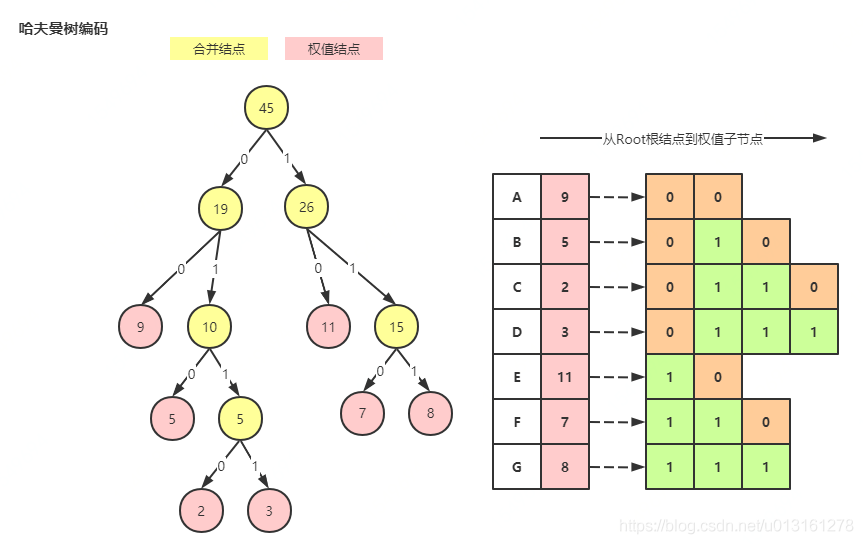 哈夫曼树编码
合并结点 权值结点
45
0 1
从Root根结点到权值子节点
19 26
0 1 0 1
9 10 11 15
0 1 0 1
5 5 7 8
0 1
2 3
A 9 0 0
B 5 0 1 0
C 2 0 1 1 0
D 3 0 1 1 1
E 11 1 0
F 7 1 1 0
G 8 1 1 1
https://blog.csdn.net/u013161278